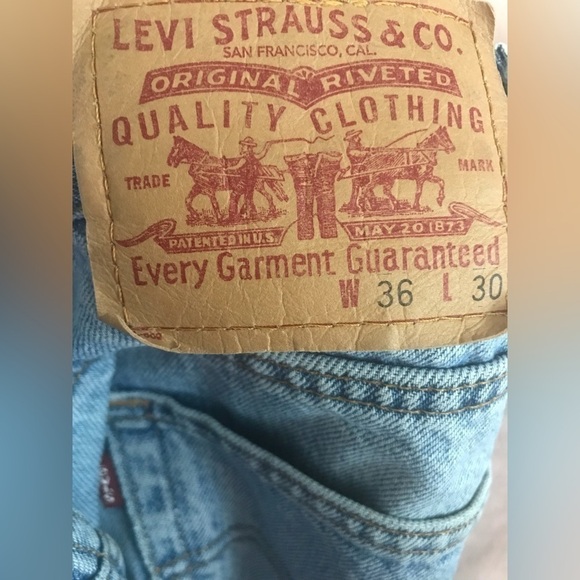 LEVI STRAUSS & CO.
SAN FRANCISCO, CAL.
ORIGINAL RIVETED
QUALITY CLOTHING
TRADE MARK
PATENTED IN U.S. MAY 20 1873
Every Garment Guaranteed
W 36 L 30